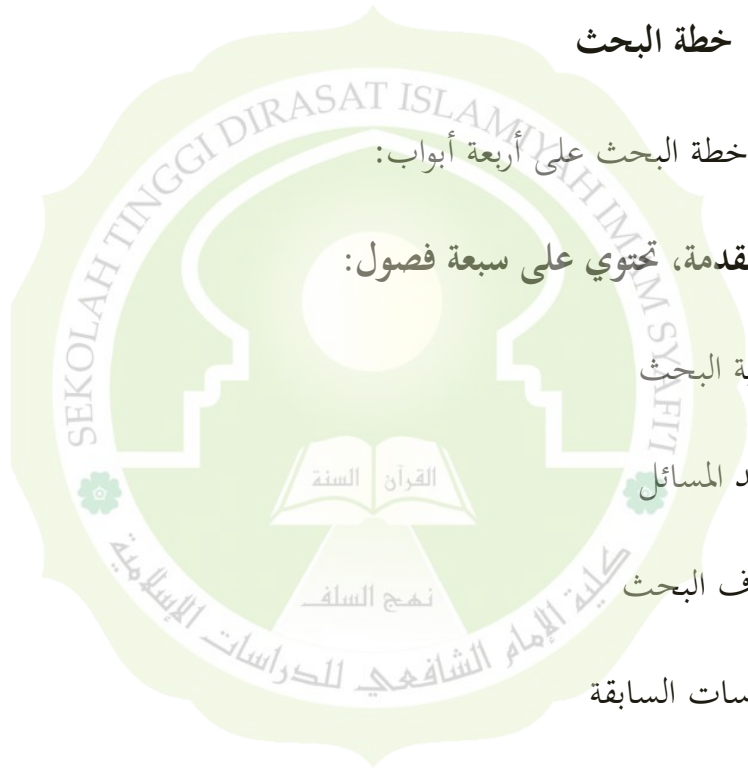 خطة البحث
SEKOLAH TINGGI DIRASAT ISLAMIYAH IMAM SYAFI'I
خطة البحث على أربعة أبواب:
قدمة، تحتوي على سبعة فصول:
ية البحث
د المسائل
القرآن السنة
ف البحث
نهج السلف
كلية الإمام الشافعي للدراسات الإسلامية
سات السابقة